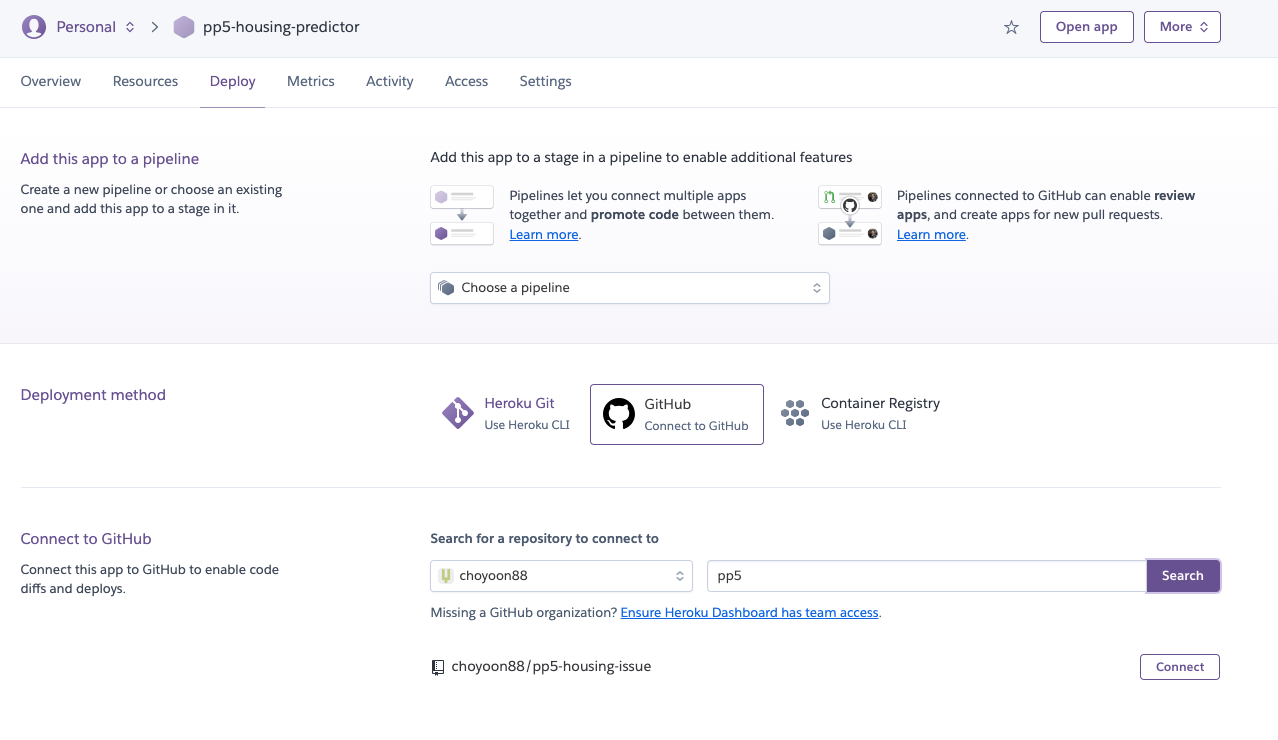 Personal
pp5-housing-predictor
Open app
More
Overview
Resources
Deploy
Metrics
Activity
Access
Settings
Add this app to a pipeline
Create a new pipeline or choose an existing
one and add this app to a stage in it.
Add this app to a stage in a pipeline to enable additional features
Pipelines let you connect multiple apps
together and promote code between them.
Learn more.
Pipelines connected to GitHub can enable review
apps, and create apps for new pull requests.
Learn more.
Choose a pipeline
Deployment method
Heroku Git
Use Heroku CLI
GitHub
Connect to GitHub
Container Registry
Use Heroku CLI
Connect to GitHub
Connect this app to GitHub to enable code
diffs and deploys.
Search for a repository to connect to
choyoon88
pp5
Search
Missing a GitHub organization? Ensure Heroku Dashboard has team access.
choyoon88/pp5-housing-issue
Connect